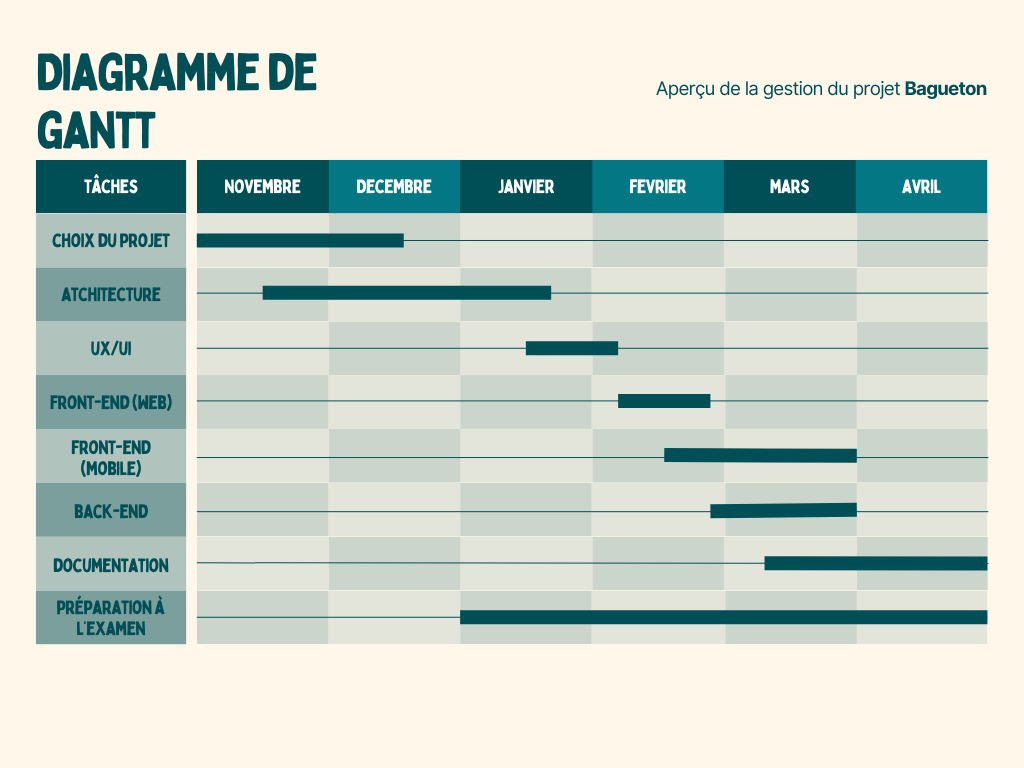 DIAGRAMME DE
GANTT
Aperçu de la gestion du projet Bagueton
TÂCHES NOVEMBRE DECEMBRE JANVIER FEVRIER MARS AVRIL
CHOIX DU PROJET
ATCHITECTURE
UX/UI
FRONT-END (WEB)
FRONT-END
(MOBILE)
BACK-END
DOCUMENTATION
PRÉPARATION À
L'EXAMEN